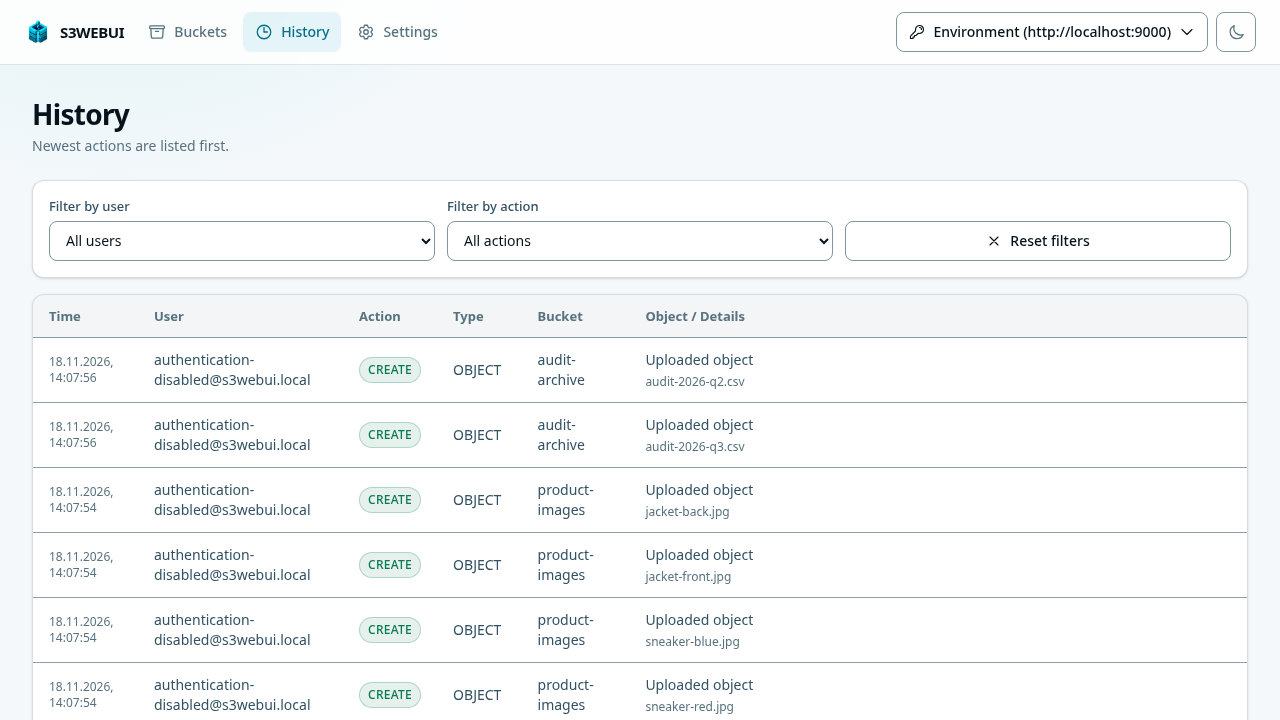 S3WEBUI Buckets History Settings Environment (http://localhost:9000)
History
Newest actions are listed first.
Filter by user Filter by action
All users All actions Reset filters
Time User Action Type Bucket Object / Details
18.11.2026, 14:07:56 authentication-disabled@s3webui.local CREATE OBJECT audit-archive Uploaded object audit-2026-q2.csv
18.11.2026, 14:07:56 authentication-disabled@s3webui.local CREATE OBJECT audit-archive Uploaded object audit-2026-q3.csv
18.11.2026, 14:07:54 authentication-disabled@s3webui.local CREATE OBJECT product-images Uploaded object jacket-back.jpg
18.11.2026, 14:07:54 authentication-disabled@s3webui.local CREATE OBJECT product-images Uploaded object jacket-front.jpg
18.11.2026, 14:07:54 authentication-disabled@s3webui.local CREATE OBJECT product-images Uploaded object sneaker-blue.jpg
18.11.2026, 14:07:54 authentication-disabled@s3webui.local CREATE OBJECT product-images Uploaded object sneaker-red.jpg